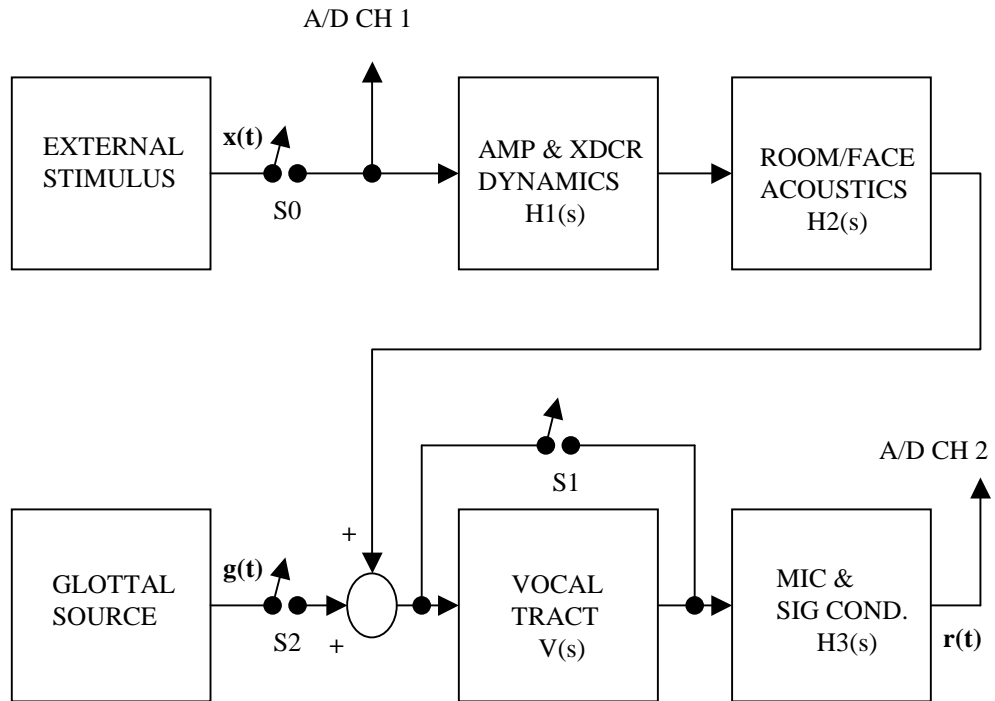 A/D CH 1
EXTERNAL
STIMULUS
x(t)
S0
AMP & XDCR
DYNAMICS
H1(s)
ROOM/FACE
ACOUSTICS
H2(s)
S1
A/D CH 2
GLOTTAL
SOURCE
g(t)
S2
+
+
VOCAL
TRACT
V(s)
MIC &
SIG COND.
H3(s)
r(t)